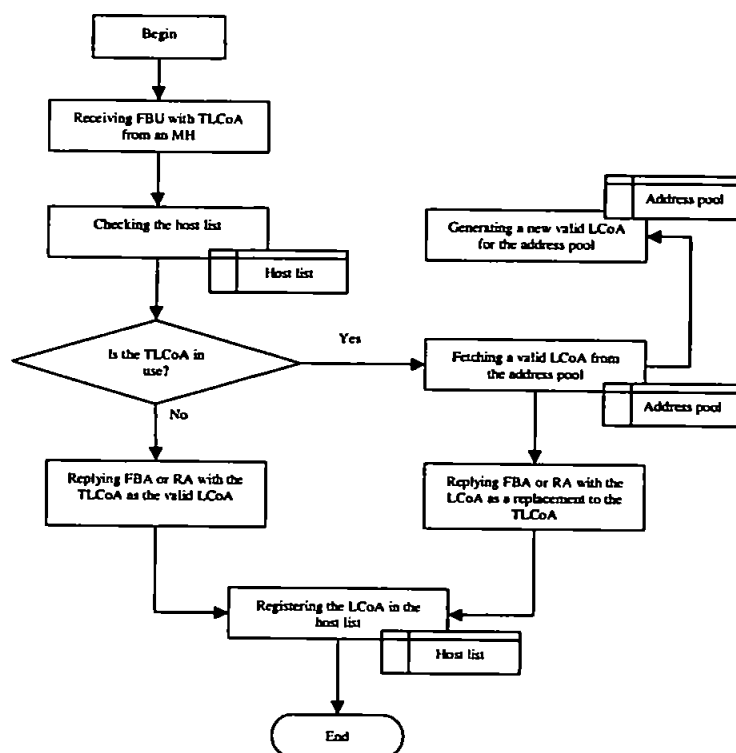 Begin
Receiving FBU with TLCoA
from an MH
Checking the host list
Host list
Address pool
Generating a new valid LCoA
for the address pool
Is the TLCoA in
use?
Yes
Fetching a valid LCoA from
the address pool
Address pool
No
Replying FBA or RA with the
TLCoA as the valid LCoA
Replying FBA or RA with the
LCoA as a replacement to the
TLCoA
Registering the LCoA in the
host list
Host list
End